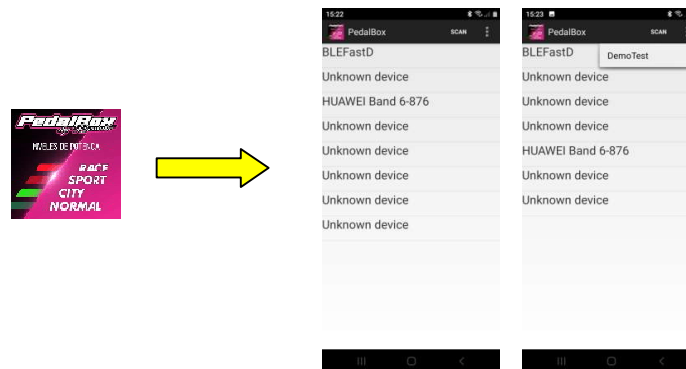 PedalBox
NIVELES DE POTENCIA
RACE
SPORT
CITY
NORMAL
15:22
PedalBox
SCAN
BLEFastD
Unknown device
HUAWEI Band 6-876
Unknown device
Unknown device
Unknown device
Unknown device
Unknown device
15:23
PedalBox
SCAN
BLEFastD
DemoTest
Unknown device
Unknown device
Unknown device
HUAWEI Band 6-876
Unknown device
Unknown device